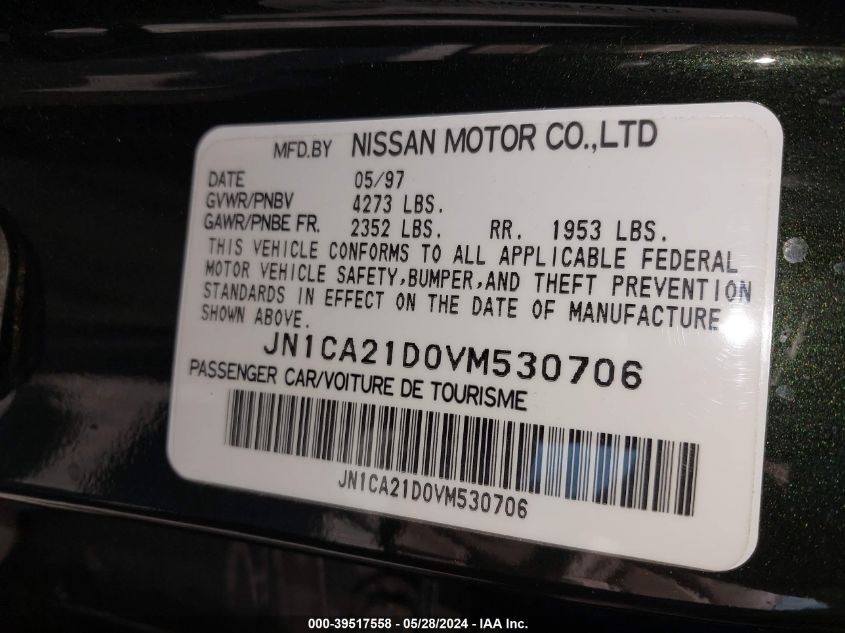 MFD.BY NISSAN MOTOR CO.,LTD
DATE 05/97
GVWR/PNBV 4273 LBS.
GAWR/PNBE FR. 2352 LBS. RR. 1953 LBS.
THIS VEHICLE CONFORMS TO ALL APPLICABLE FEDERAL
MOTOR VEHICLE SAFETY,BUMPER,AND THEFT PREVENTION
STANDARDS IN EFFECT ON THE DATE OF MANUFACTURE
SHOWN ABOVE.
JN1CA21D0VM530706
PASSENGER CAR/VOITURE DE TOURISME
JN1CA21D0VM530706
000-39517558 - 05/28/2024 - IAA Inc.